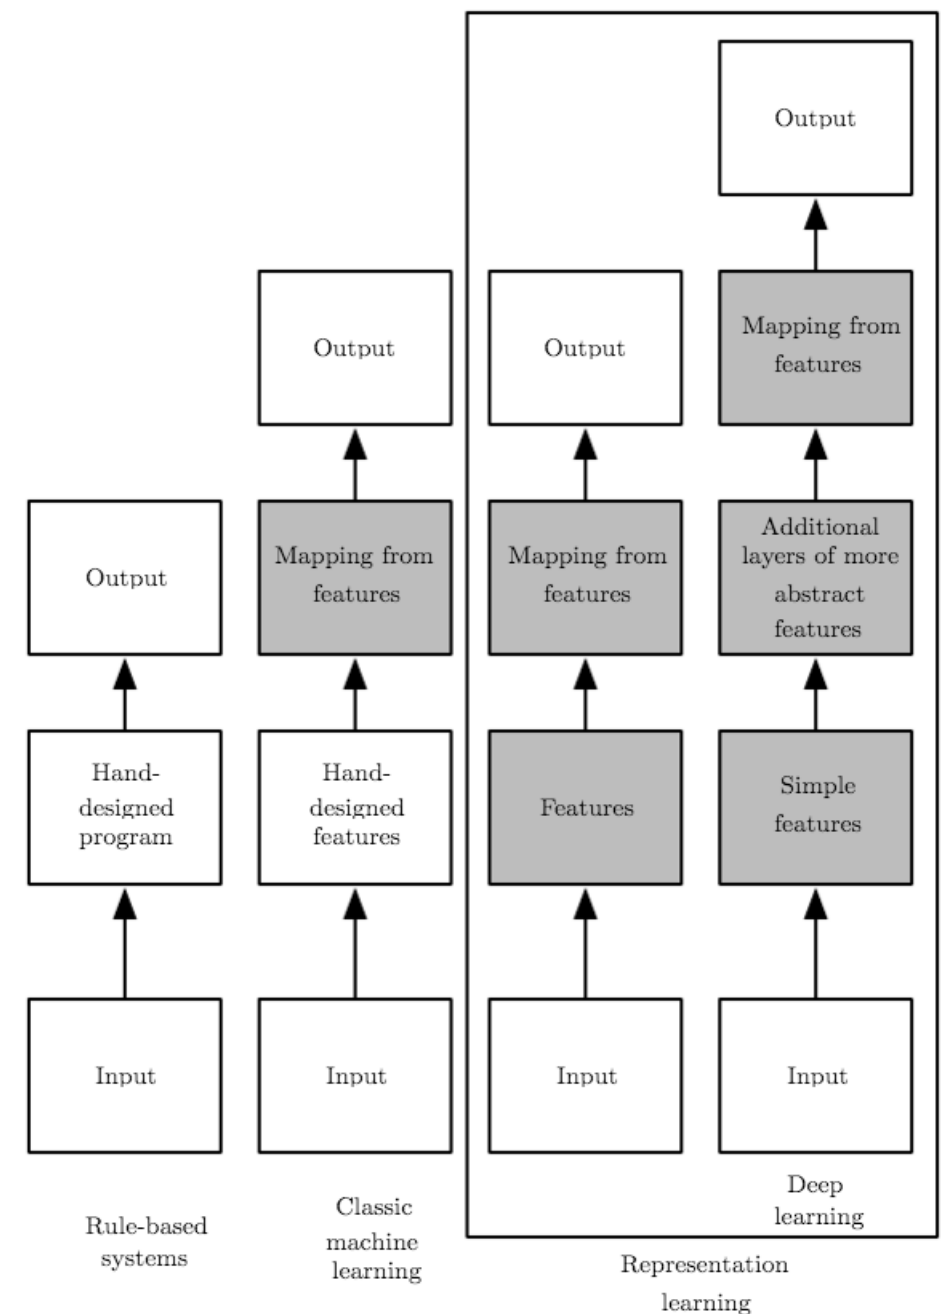 Output
Output
Output
Mapping from
features
Output
Mapping from
features
Mapping from
features
Additional
layers of more
abstract
features
Hand-
designed
program
Hand-
designed
features
Features
Simple
features
Input
Input
Input
Input
Rule-based
systems
Classic
machine
learning
Deep
learning
Representation
learning